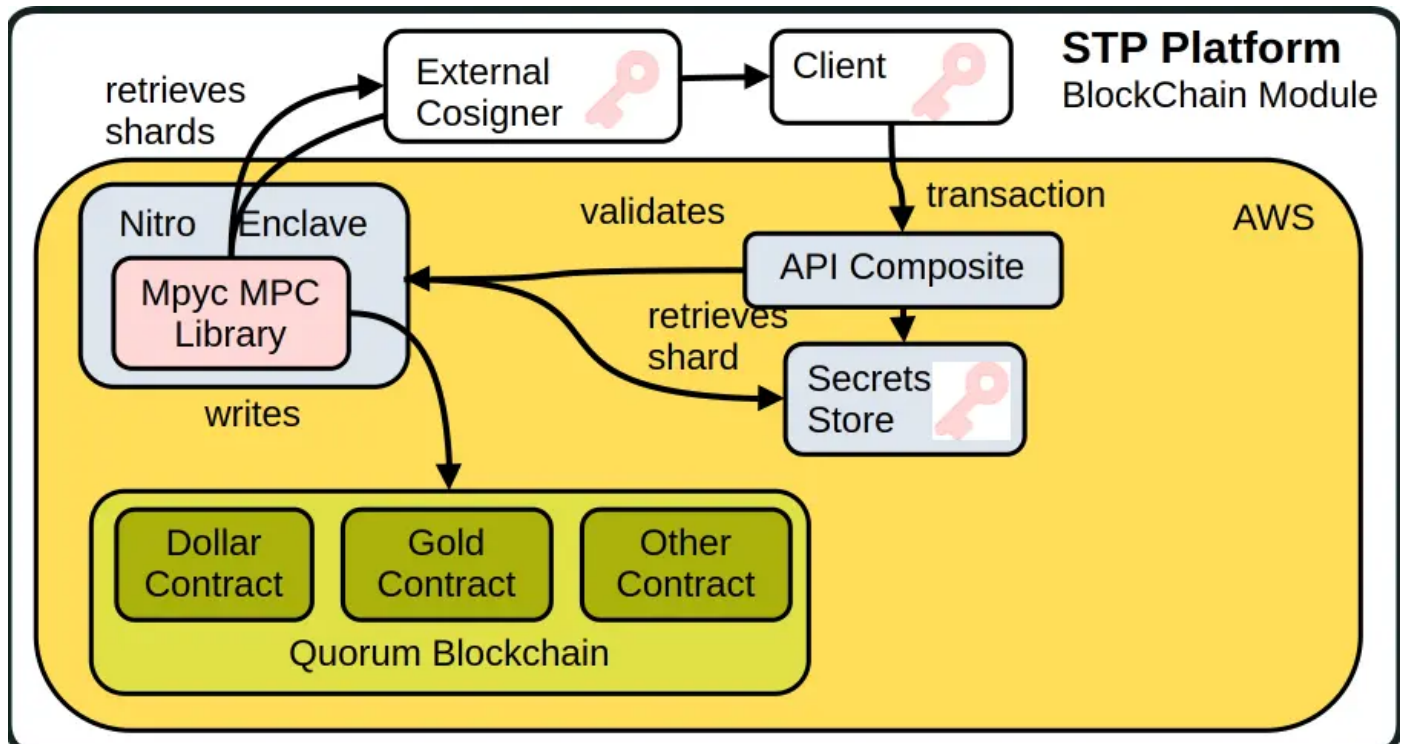 STP Platform
BlockChain Module
External
Cosigner
Client
retrieves
shards
Nitro Enclave
validates
transaction
AWS
Mpyc MPC
Library
API Composite
retrieves
shard
Secrets
Store
writes
Dollar
Contract
Gold
Contract
Other
Contract
Quorum Blockchain